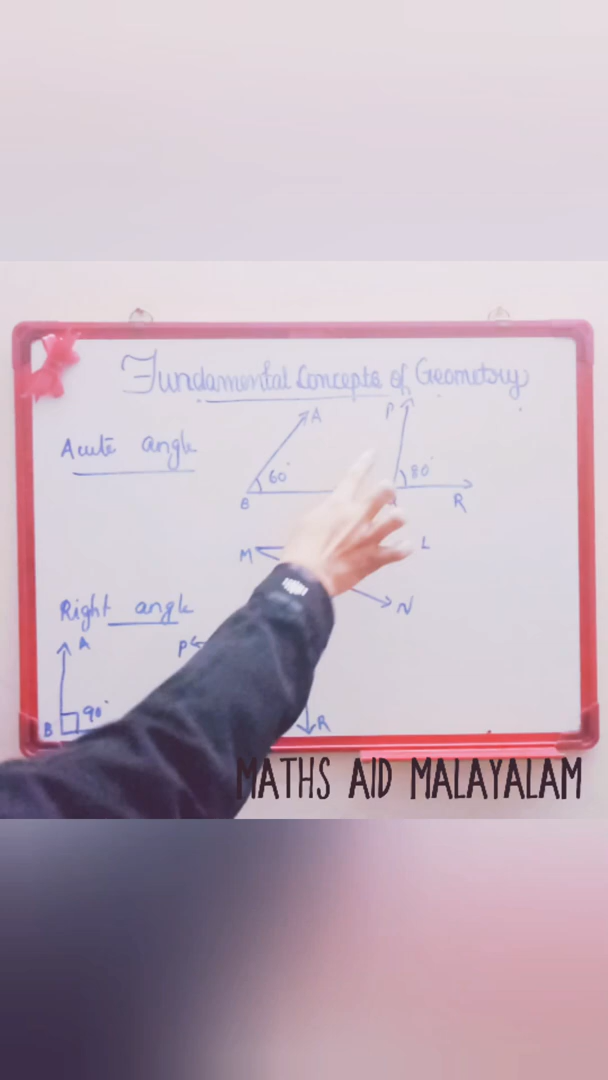 Fundamental Concepts of Geometry
Acute angle
A
60°
B
P
80°
R
M
L
N
Right angle
A
90°
B
P
R
MATHS AID MALAYALAM